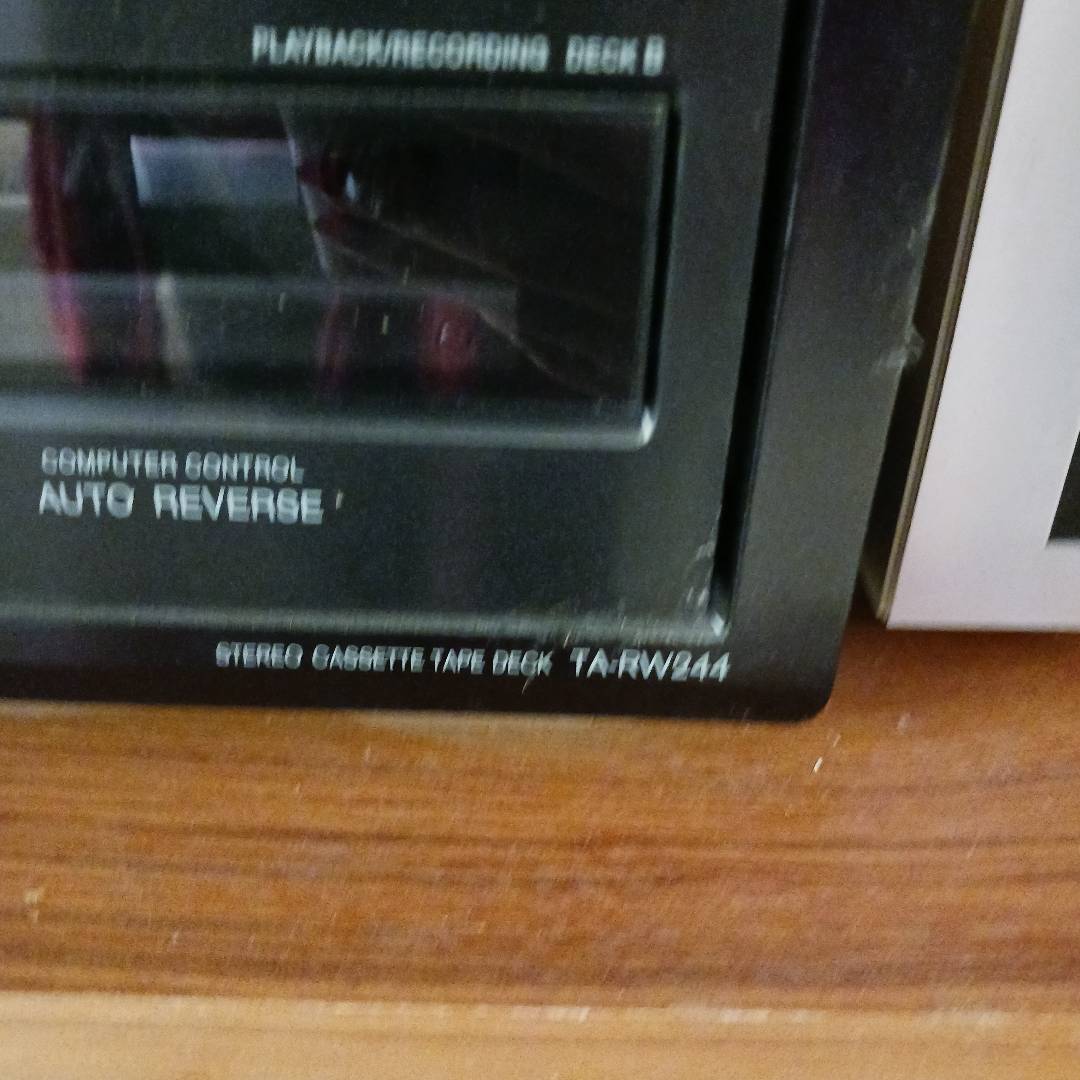 PLAYBACK/RECORDING DECK B
COMPUTER CONTROL
AUTO REVERSE
STEREO CASSETTE TAPE DECK TA-RW244